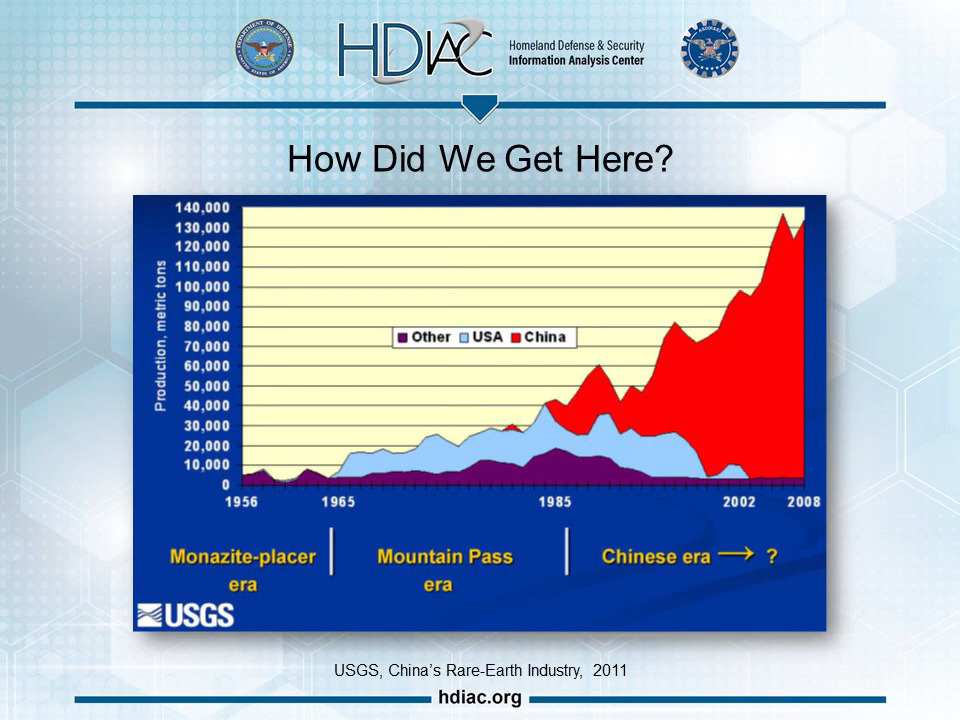 HDIAC
Homeland Defense & Security
Information Analysis Center
How Did We Get Here?
Production, metric tons
140,000
130,000
120,000
110,000
100,000
90,000
80,000
70,000
60,000
50,000
40,000
30,000
20,000
10,000
0
Other USA China
1956 1965 1985 2002 2008
Monazite-placer
era
Mountain Pass
era
Chinese era → ?
USGS
USGS, China’s Rare-Earth Industry, 2011
hdiac.org